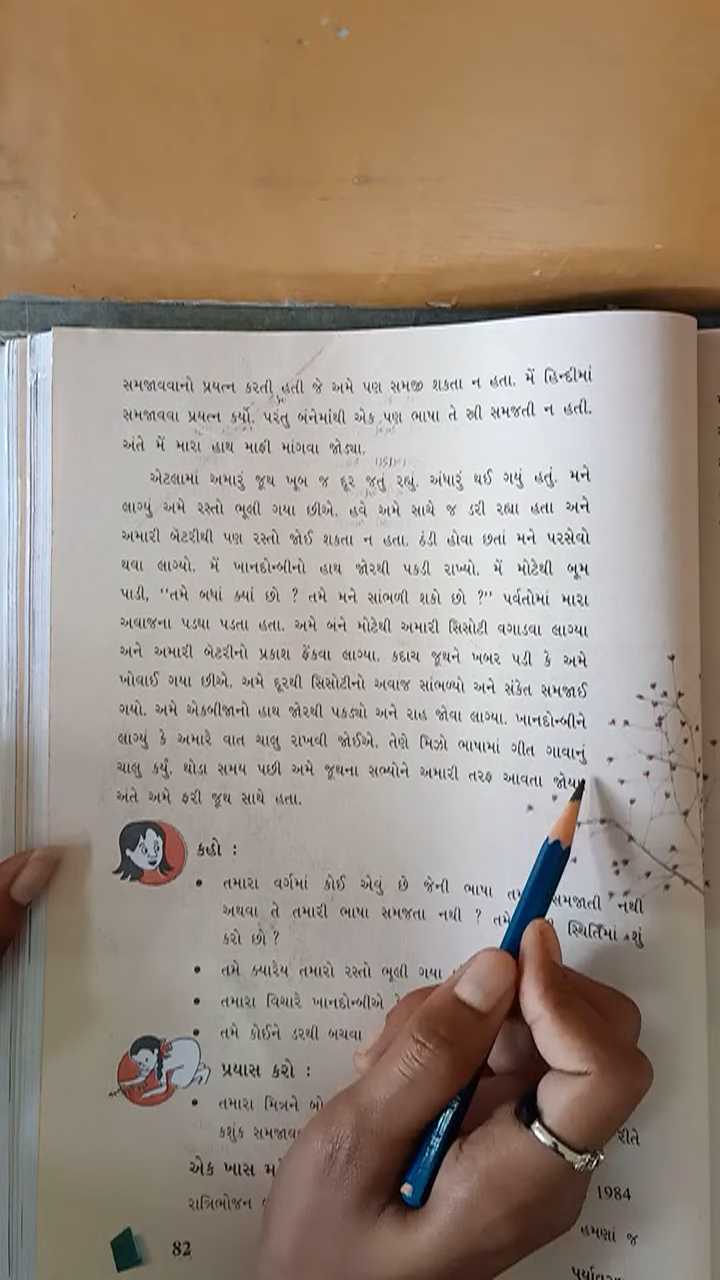 સમજાવવાનો પ્રયત્ન કરતી હતી જે અમે પણ સમજી શકતા ન હતા. મેં હિન્દીમાં
સમજાવવા પ્રયત્ન કર્યો, પરંતુ બંનેમાંથી એક પણ ભાષા તે સ્ત્રી સમજતી ન હતી.
અંતે મેં મારા હાથ માફી માંગવા જોડ્યા.
એટલામાં અમારું જૂથ ખૂબ જ દૂર જતું રહ્યું. અંધારું થઈ ગયું હતું. મને
લાગ્યું અમે રસ્તો ભૂલી ગયા છીએ. હવે અમે સાચે જ ડરી રહ્યા હતા અને
અમારી બૅટરીથી પણ રસ્તો જોઈ શકતા ન હતા. ઠંડી હોવા છતાં મને પરસેવો
થવા લાગ્યો. મેં ખાનદોન્બીનો હાથ જોરથી પકડી રાખ્યો. મેં મોટેથી બૂમ
પાડી, “તમે બધાં ક્યાં છો ? તમે મને સાંભળી શકો છો ?” પર્વતોમાં મારા
અવાજના પડઘા પડતા હતા. અમે બંને મોટેથી અમારી સિસોટી વગાડવા લાગ્યા
અને અમારી બૅટરીનો પ્રકાશ ફેંકવા લાગ્યા. કદાચ જૂથને ખબર પડી કે અમે
ખોવાઈ ગયા છીએ. અમે દૂરથી સિસોટીનો અવાજ સાંભળ્યો અને સંકેત સમજાઈ
ગયો. અમે એકબીજાનો હાથ જોરથી પકડ્યો અને રાહ જોવા લાગ્યા. ખાનદોન્બીને
લાગ્યું કે અમારે વાત ચાલુ રાખવી જોઈએ. તેણે મિઝો ભાષામાં ગીત ગાવાનું
ચાલુ કર્યું. થોડા સમય પછી અમે જૂથના સભ્યોને અમારી તરફ આવતા જોયા
અંતે અમે ફરી જૂથ સાથે હતા.
કહો :
• તમારા વર્ગમાં કોઈ એવું છે જેની ભાષા સમજાતી નથી
અથવા તે તમારી ભાષા સમજતા નથી ? તમે સ્થિતિમાં શું
કરો છો ?
• તમે ક્યારેય તમારો રસ્તો ભૂલી ગયા
• તમારા વિચારે ખાનદોન્બીએ
• તમે કોઈને ડરથી બચવા
પ્રયાસ કરો :
• તમારા મિત્રને
કશુંક રીતે
એક ખાસ
રાત્રિભોજન 1984
હમણાં જ
82